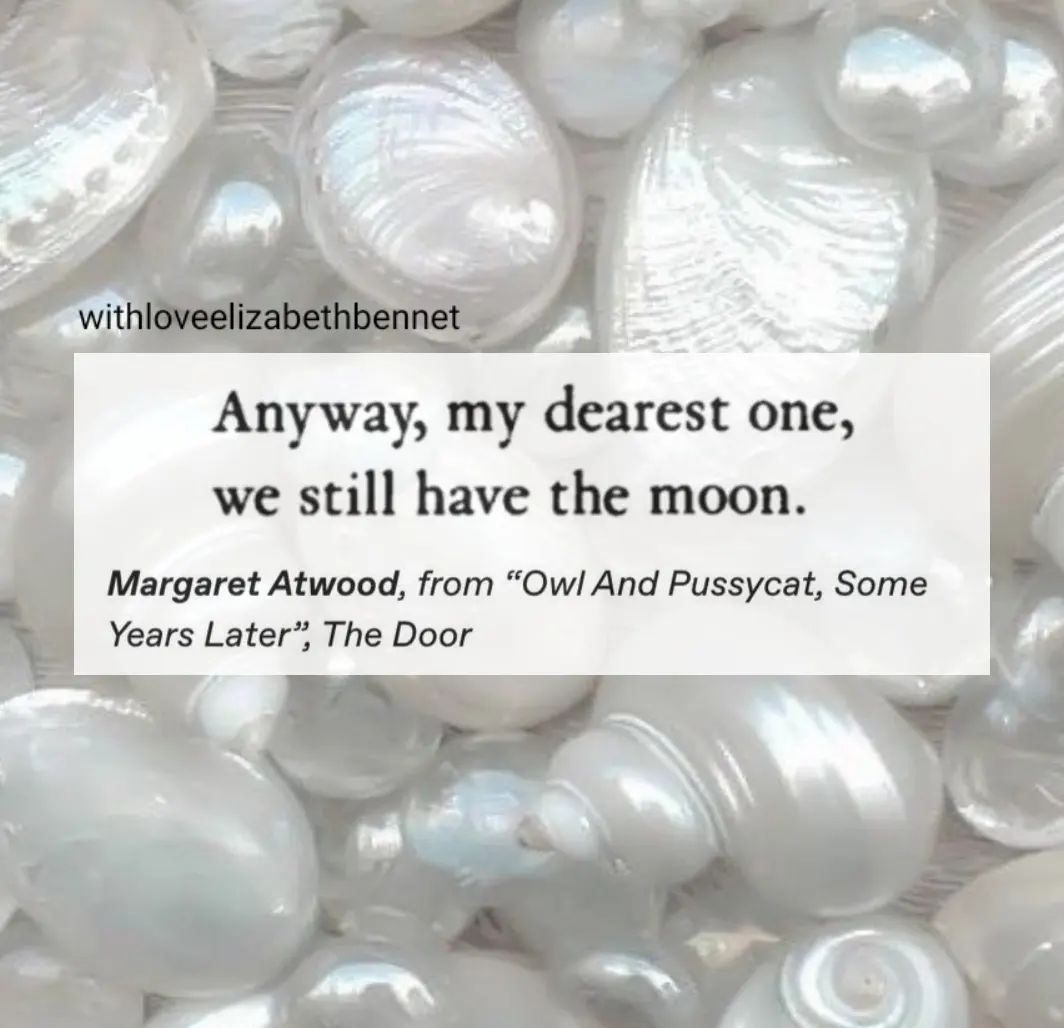 withloveelizabethbennet
Anyway, my dearest one,
we still have the moon.
Margaret Atwood, from “Owl And Pussycat, Some
Years Later”, The Door